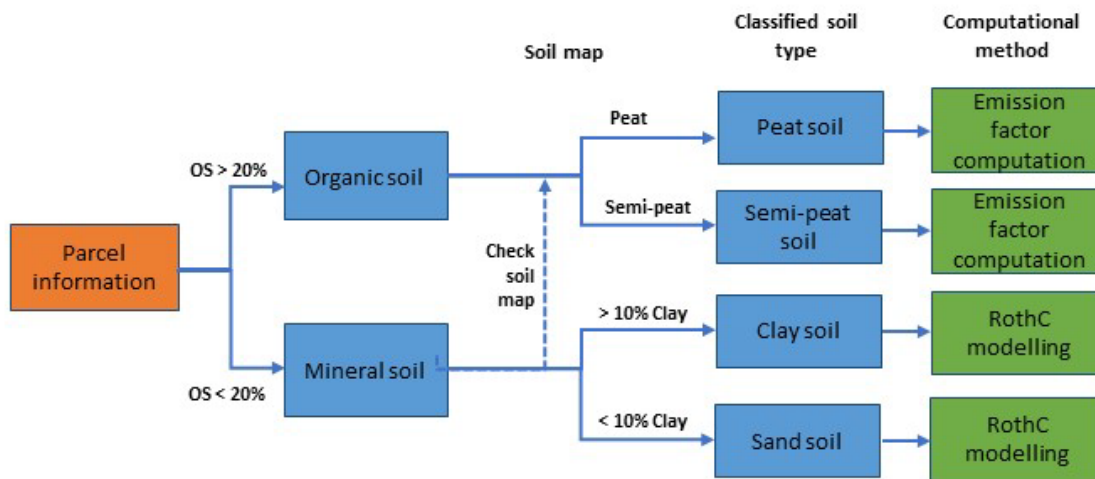 Soil map
Classified soil
type
Computational
method
Peat
Peat soil
Emission
factor
computation
OS > 20%
Organic soil
Semi-peat
Semi-peat
soil
Emission
factor
computation
Parcel
information
Check
soil
map
> 10% Clay
Clay soil
RothC
modelling
Mineral soil
OS < 20%
< 10% Clay
Sand soil
RothC
modelling